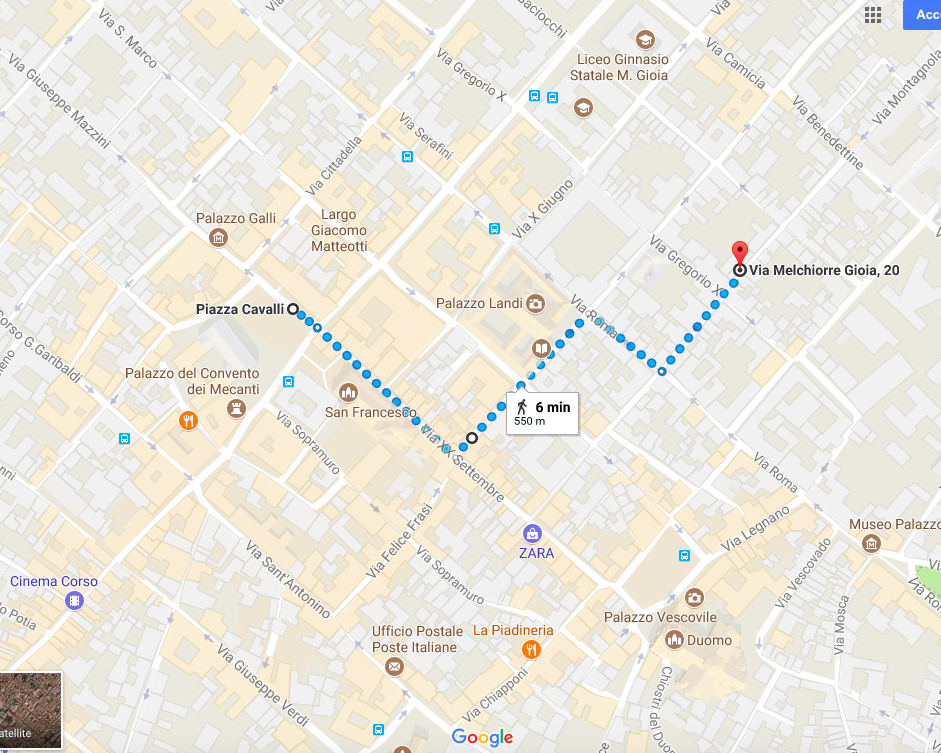 Via S. Marco
Via Giuseppe Mazzini
Via Gregorio X
Liceo Ginnasio
Statale M. Gioia
Via Camicia
Via Montagnola
Via Benedettine
Acc
Via Serafini
Via Cittadella
Via X Giugno
Palazzo Galli
Largo
Giacomo
Matteotti
Via Gregorio X
Via Melchiorre Gioia, 20
Piazza Cavalli
Palazzo Landi
Via Roma
Corso G.Garibaldi
Palazzo del Convento
dei Mecanti
San Francesco
6 min
550 m
Via XX Settembre
Via Sopramuro
Via Roma
Via Legnano
Museo Palazzo
Via Felice Frasi
ZARA
Via Vescovado
Via Sopramuro
Via Sant'Antonino
Cinema Corso
Via Mosca
Palazzo Vescovile
Duomo
Ufficio Postale
Poste Italiane
La Piadineria
Via Giuseppe Verdi
Via Chiapponi
Chiostri del Duomo
atellite
Google